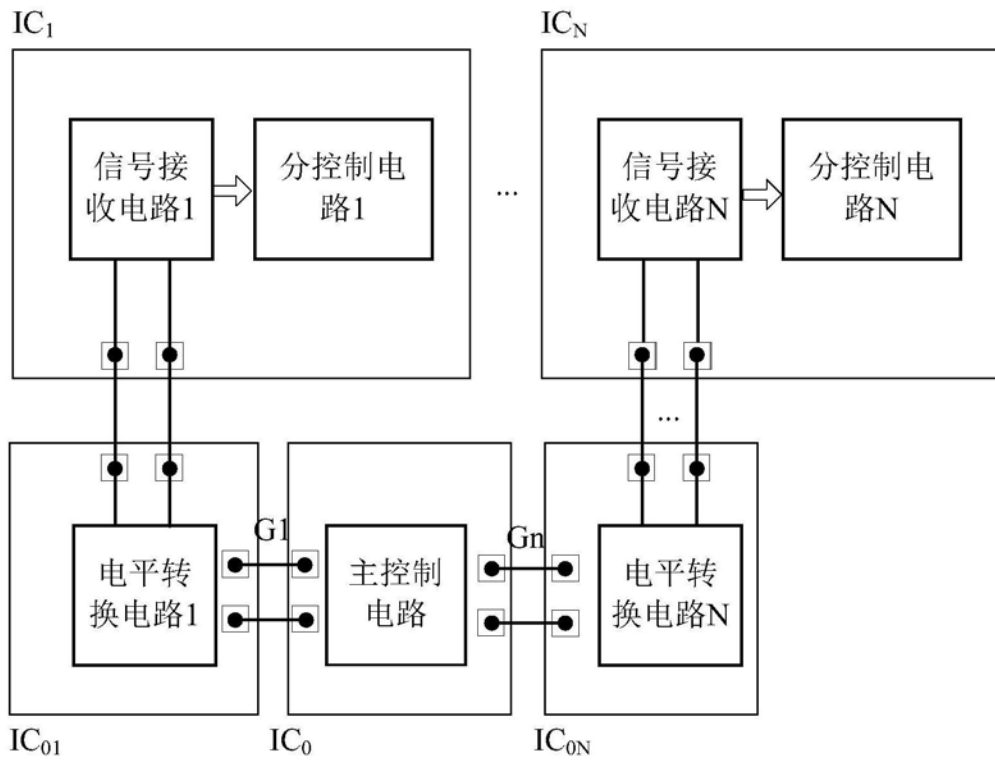 IC₁
IC_N
信号接
收电路1
分控制电
路1
...
信号接
收电路N
分控制电
路N
...
G1
Gn
电平转
换电路1
主控制
电路
电平转
换电路N
IC₀₁
IC₀
IC₀N